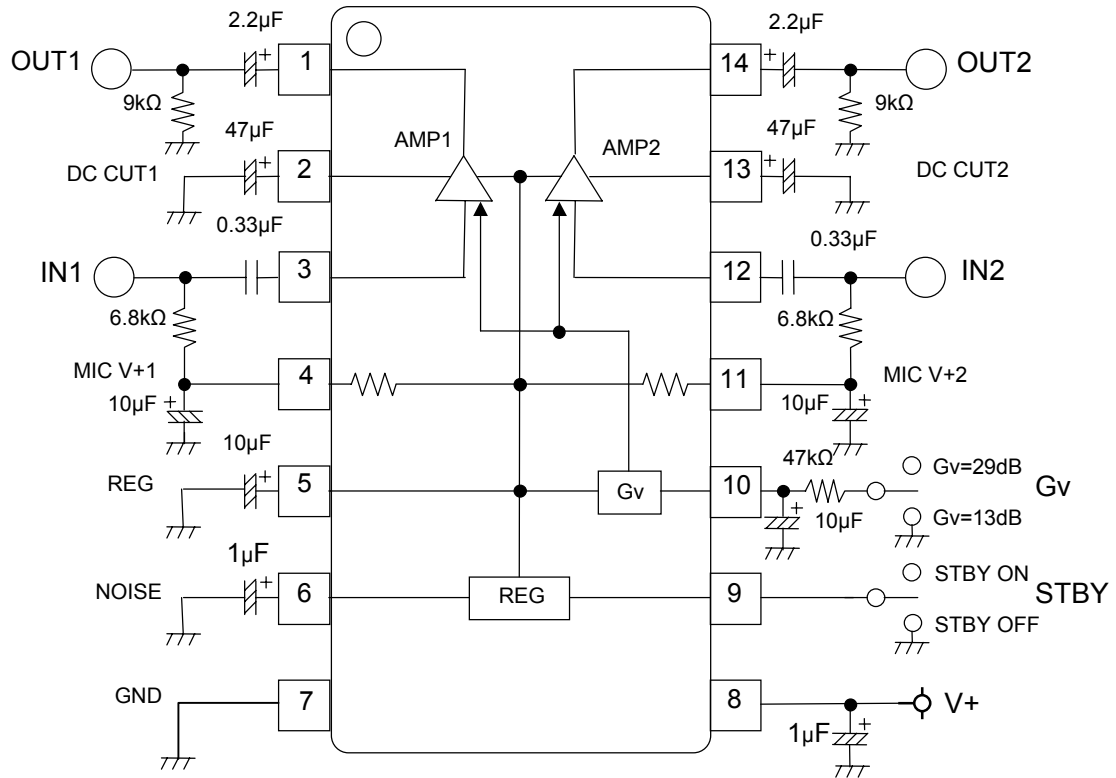 2.2µF
2.2µF
OUT1
1
14
OUT2
9kΩ
9kΩ
47µF
AMP1
AMP2
47µF
DC CUT1
2
13
DC CUT2
0.33µF
0.33µF
IN1
3
12
IN2
6.8kΩ
6.8kΩ
MIC V+1
4
11
MIC V+2
10µF
10µF
10µF
47kΩ
REG
5
Gv
10
Gv=29dB
Gv
10µF
Gv=13dB
1µF
NOISE
6
REG
9
STBY ON
STBY
STBY OFF
GND
7
8
V+
1µF